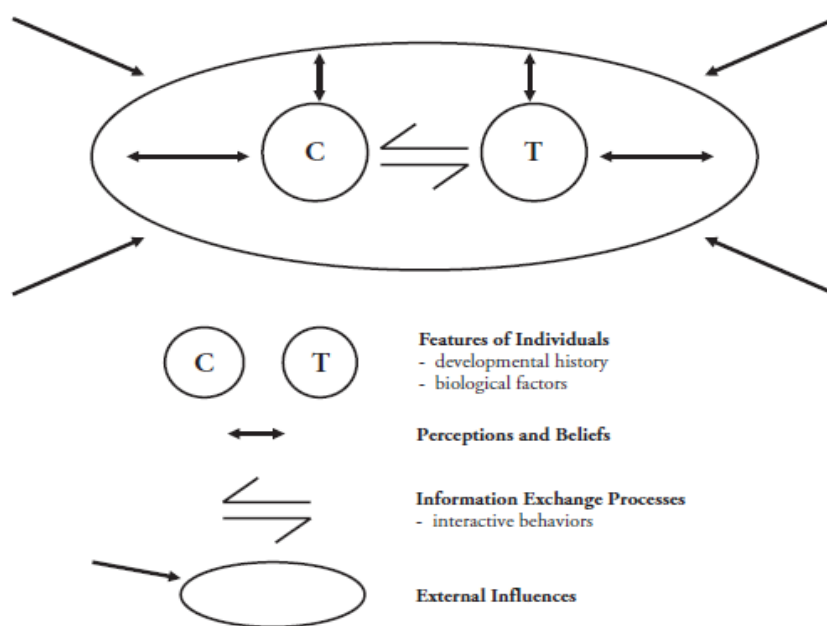 C T
C T
Features of Individuals
- developmental history
- biological factors
Perceptions and Beliefs
Information Exchange Processes
- interactive behaviors
External Influences